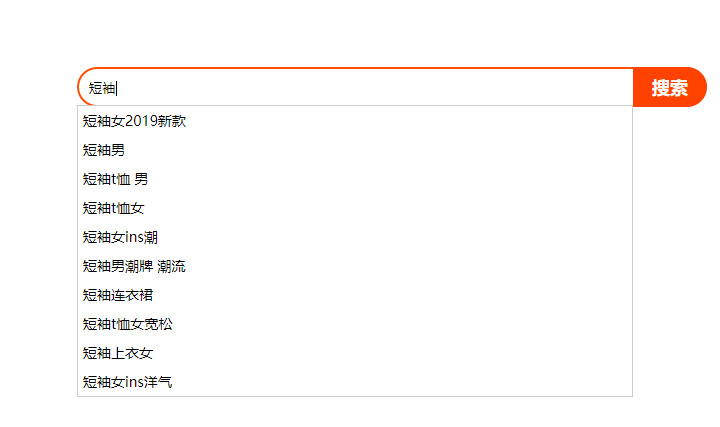 短袖 搜索
短袖女2019新款
短袖男
短袖t恤 男
短袖t恤女
短袖女ins潮
短袖男潮牌 潮流
短袖连衣裙
短袖t恤女宽松
短袖上衣女
短袖女ins洋气